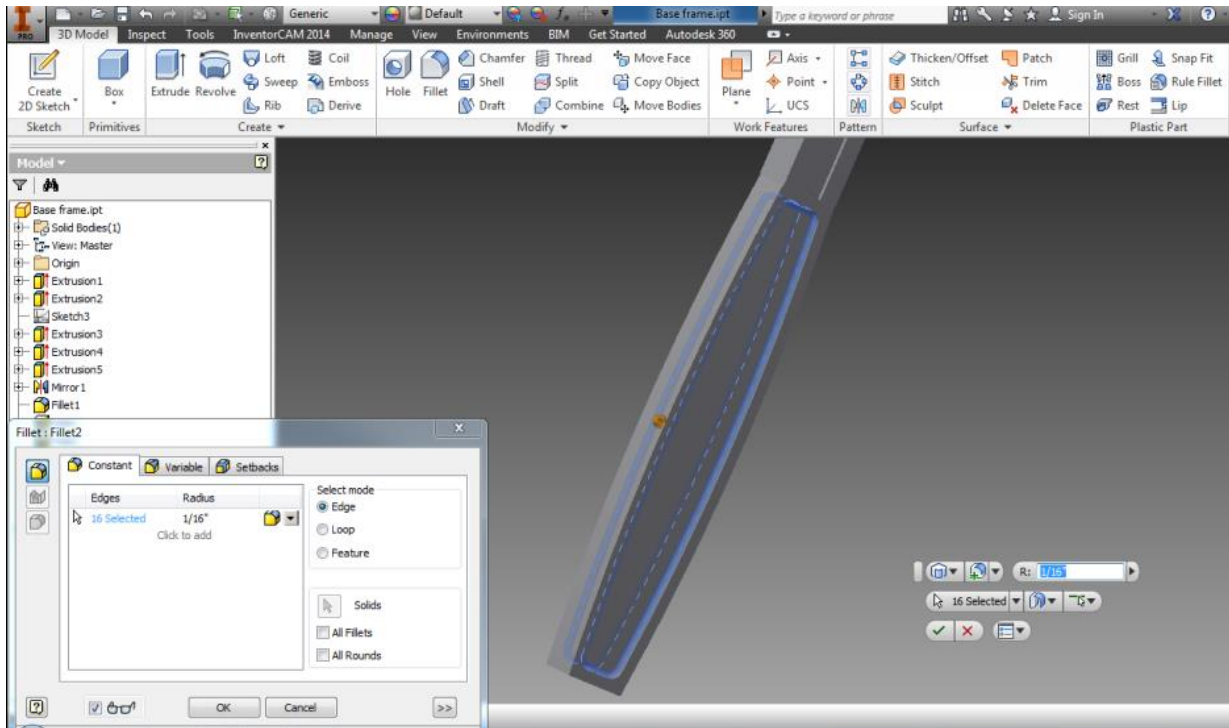 Generic Default Base frame.ipt Type a keyword or phrase Sign In
PRO 3D Model Inspect Tools InventorCAM 2014 Manage View Environments BIM Get Started Autodesk 360
Create 2D Sketch
Box
Extrude Revolve
Loft Coil
Sweep Emboss
Rib Derive
Hole Fillet
Chamfer Thread Move Face
Shell Split Copy Object
Draft Combine Move Bodies
Plane
Axis
Point
UCS
Thicken/Offset Patch
Stitch Trim
Sculpt Delete Face
Grill Snap Fit
Boss Rule Fillet
Rest Lip
Sketch Primitives Create Modify Work Features Pattern Surface Plastic Part
Model
Base frame.ipt
Solid Bodies(1)
View: Master
Origin
Extrusion1
Extrusion2
Sketch3
Extrusion3
Extrusion4
Extrusion5
Mirror1
Fillet1
Fillet : Fillet2
Constant Variable Setbacks
Edges Radius
16 Selected 1/16"
Click to add
Select mode
Edge
Loop
Feature
Solids
All Fillets
All Rounds
OK Cancel >>
R: 1/16"
16 Selected